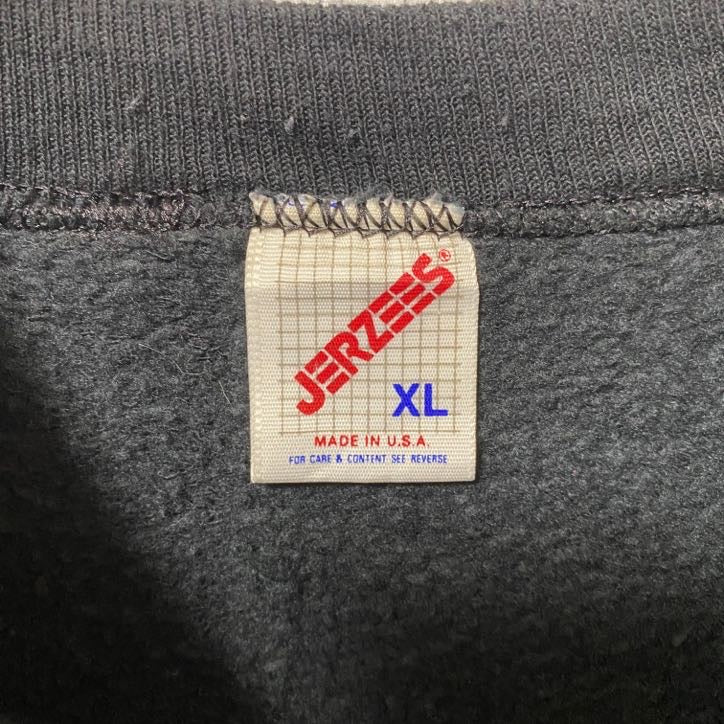 JERZEES®
XL
MADE IN U.S.A.
FOR CARE & CONTENT SEE REVERSE